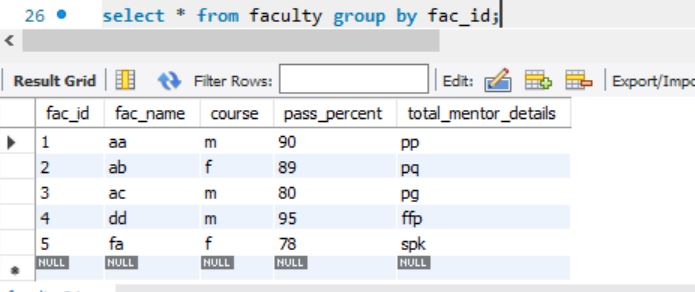 26 select * from faculty group by fac_id;
Result Grid Filter Rows: Edit: Export/Impo
fac_id fac_name course pass_percent total_mentor_details
1 aa m 90 pp
2 ab f 89 pq
3 ac m 80 pg
4 dd m 95 ffp
5 fa f 78 spk
NULL NULL NULL NULL NULL